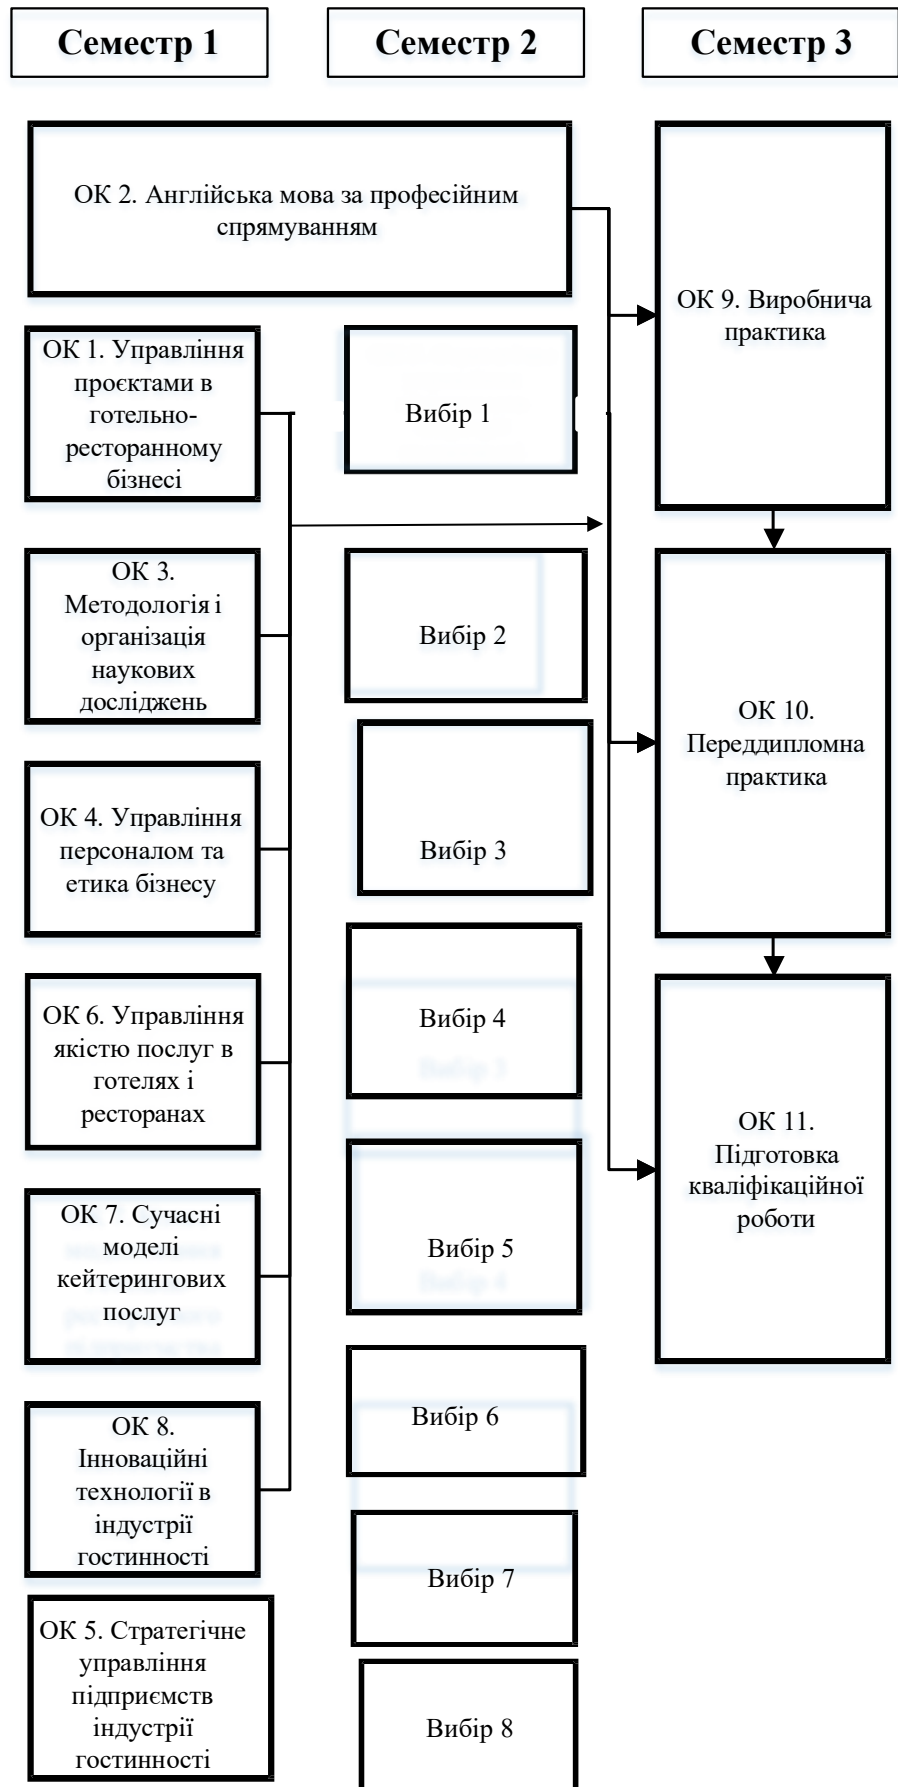 Семестр 1
Семестр 2
Семестр 3
ОК 2. Англійська мова за професійним
спрямуванням
ОК 9. Виробнича
практика
ОК 1. Управління
проєктами в
готельно-
ресторанному
бізнесі
Вибір 1
ОК 3.
Методологія і
організація
наукових
досліджень
Вибір 2
ОК 10.
Переддипломна
практика
ОК 4. Управління
персоналом та
етика бізнесу
Вибір 3
ОК 6. Управління
якістю послуг в
готелях і
ресторанах
Вибір 4
Вибір 3
ОК 11.
Підготовка
кваліфікаційної
роботи
ОК 7. Сучасні
моделі
кейтерингових
послуг
Вибір 5
Вибір 4
ОК 8.
Інноваційні
технології в
індустрії
гостинності
Вибір 6
Вибір 7
ОК 5. Стратегічне
управління
підприємств
індустрії
гостинності
Вибір 8